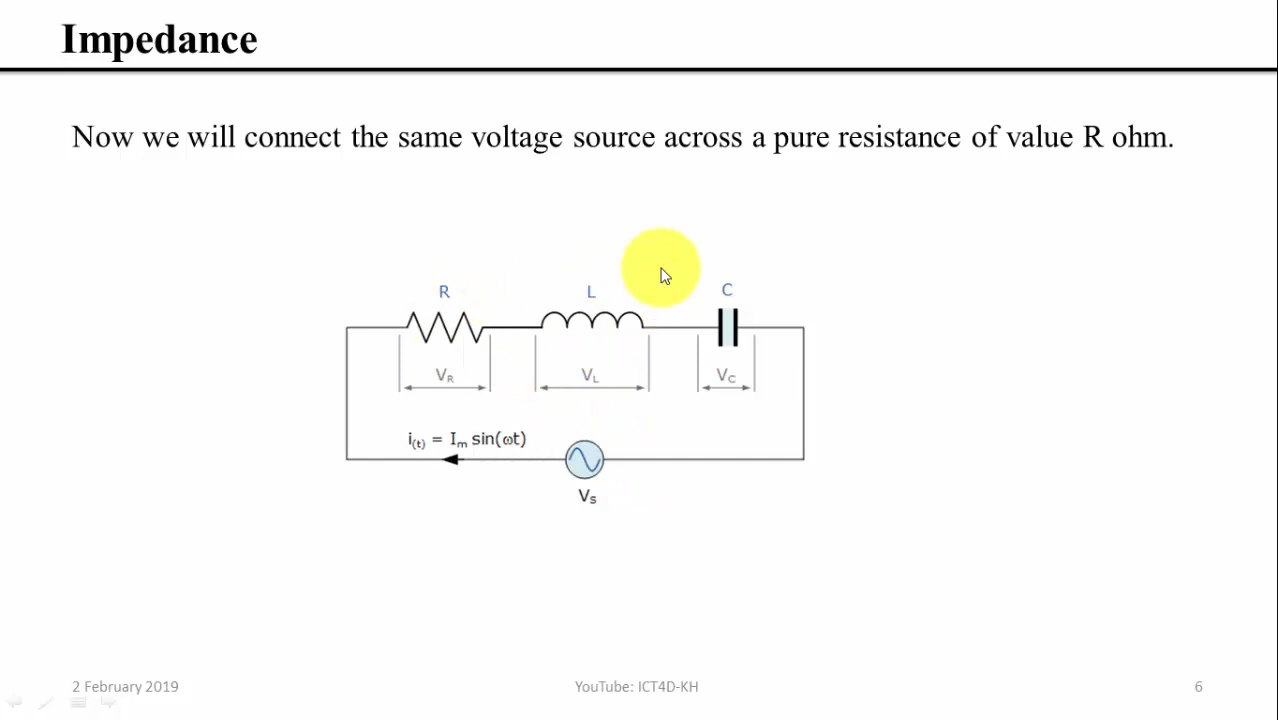 Impedance
Now we will connect the same voltage source across a pure resistance of value R ohm.
R L C
VR VL VC
i(t) = Im sin(ωt)
Vs
2 February 2019 YouTube: ICT4D-KH 6